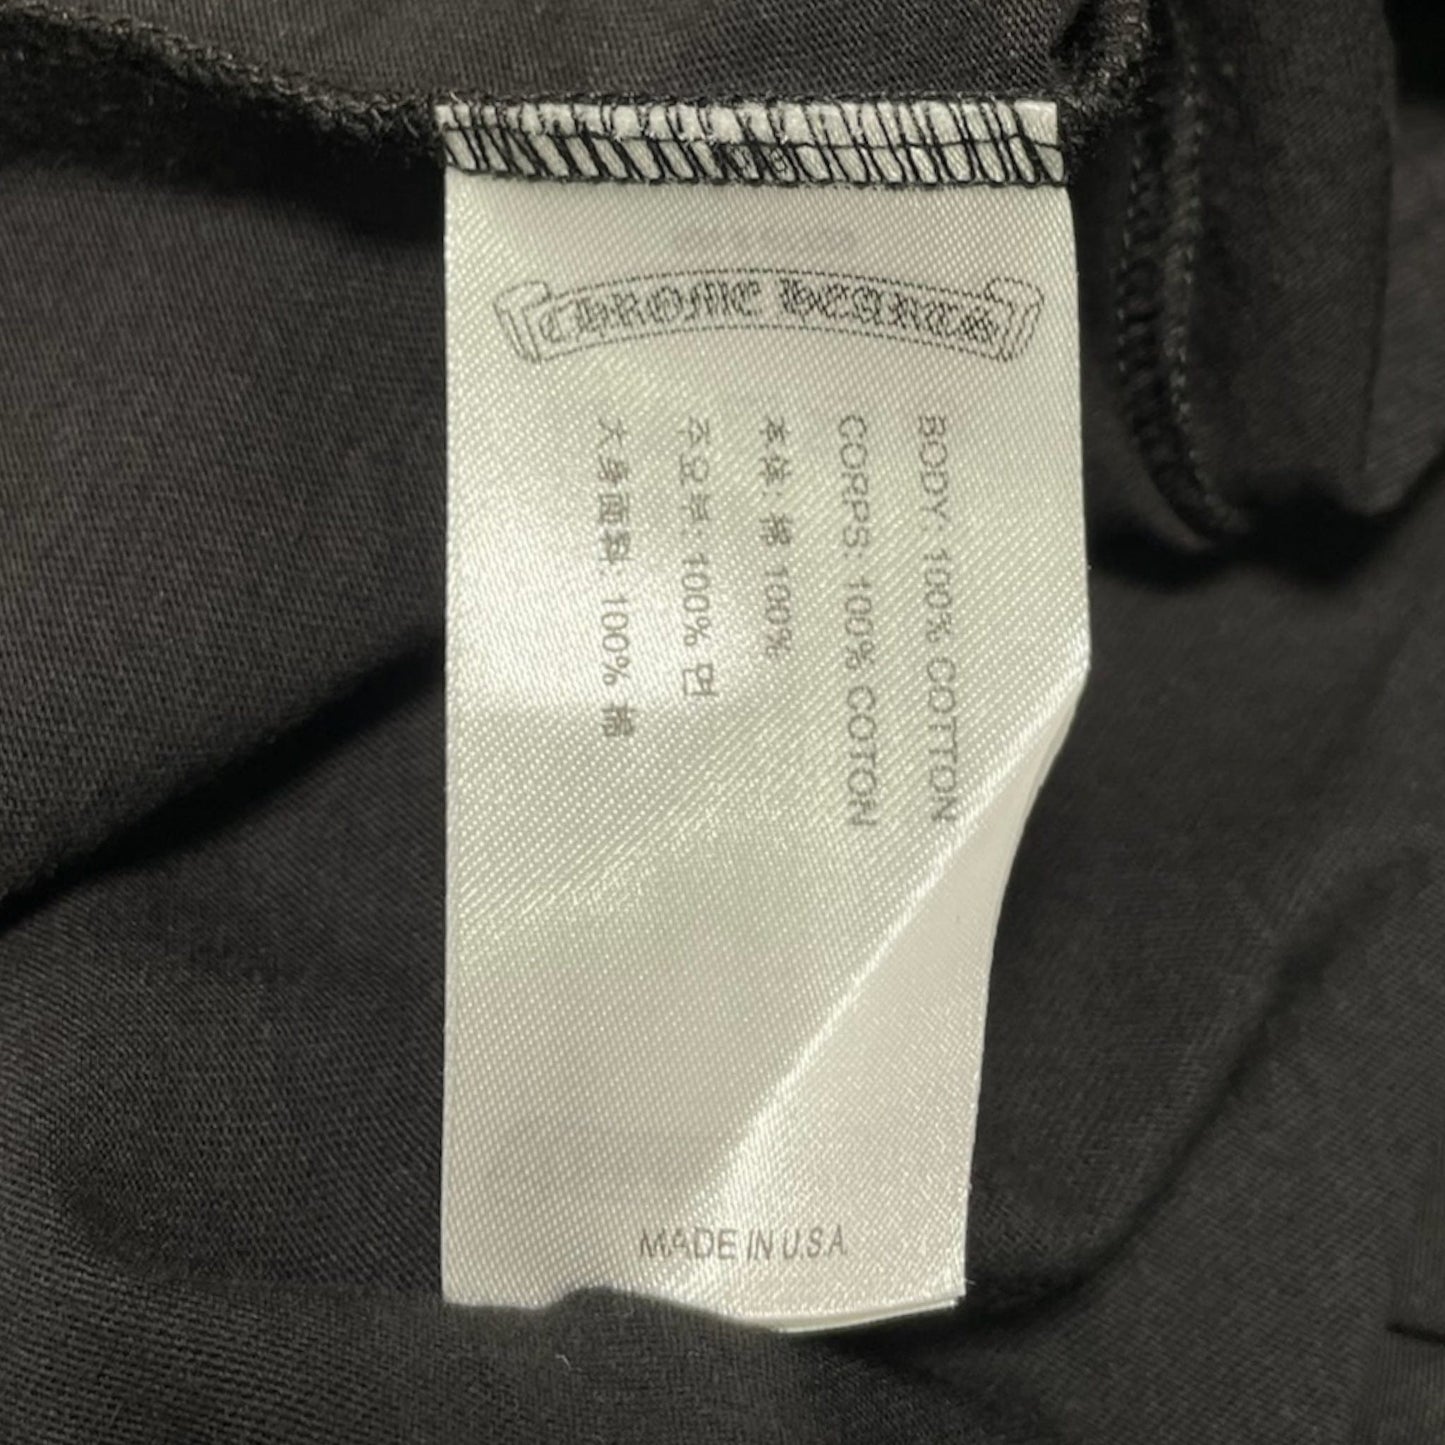 CHROME HEARTS
BODY: 100% COTTON
CORPS: 100% COTON
本体: 綿 100%
주요부: 100% 면
大身面料: 100% 棉
MADE IN U.S.A.